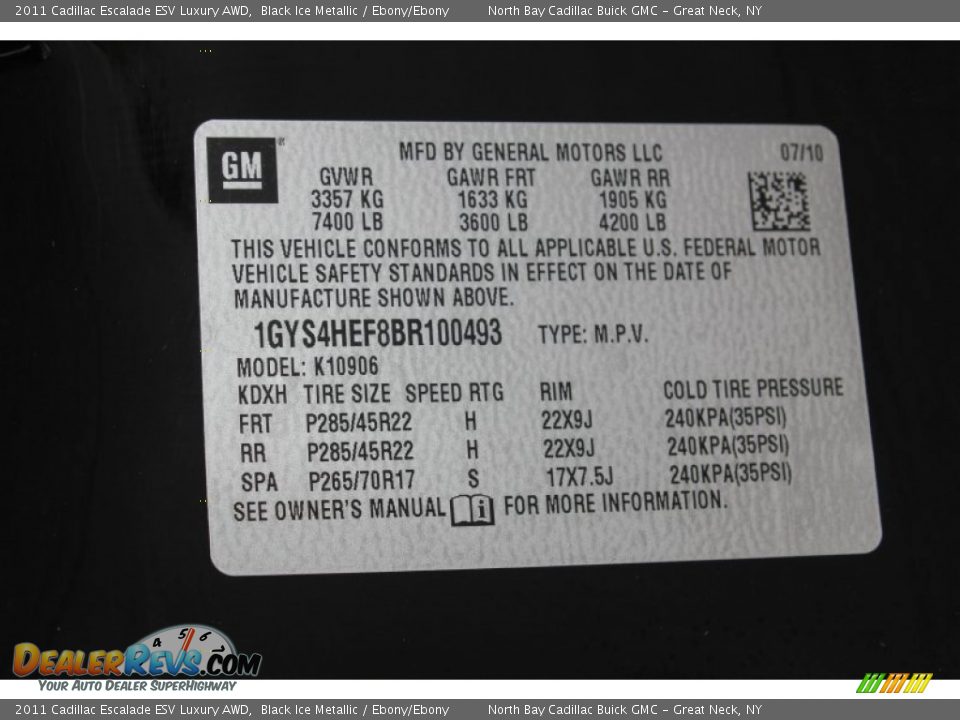 2011 Cadillac Escalade ESV Luxury AWD, Black Ice Metallic / Ebony/Ebony North Bay Cadillac Buick GMC - Great Neck, NY
GM
MFD BY GENERAL MOTORS LLC 07/10
GVWR GAWR FRT GAWR RR
3357 KG 1633 KG 1905 KG
7400 LB 3600 LB 4200 LB
THIS VEHICLE CONFORMS TO ALL APPLICABLE U.S. FEDERAL MOTOR
VEHICLE SAFETY STANDARDS IN EFFECT ON THE DATE OF
MANUFACTURE SHOWN ABOVE.
1GYS4HEF8BR100493 TYPE: M.P.V.
MODEL: K10906
KDXH TIRE SIZE SPEED RTG RIM COLD TIRE PRESSURE
FRT P285/45R22 H 22X9J 240KPA(35PSI)
RR P285/45R22 H 22X9J 240KPA(35PSI)
SPA P265/70R17 S 17X7.5J 240KPA(35PSI)
SEE OWNER'S MANUAL i FOR MORE INFORMATION.
4 5 6
DEALERREVS.COM
YOUR AUTO DEALER SUPERHIGHWAY
2011 Cadillac Escalade ESV Luxury AWD, Black Ice Metallic / Ebony/Ebony North Bay Cadillac Buick GMC - Great Neck, NY